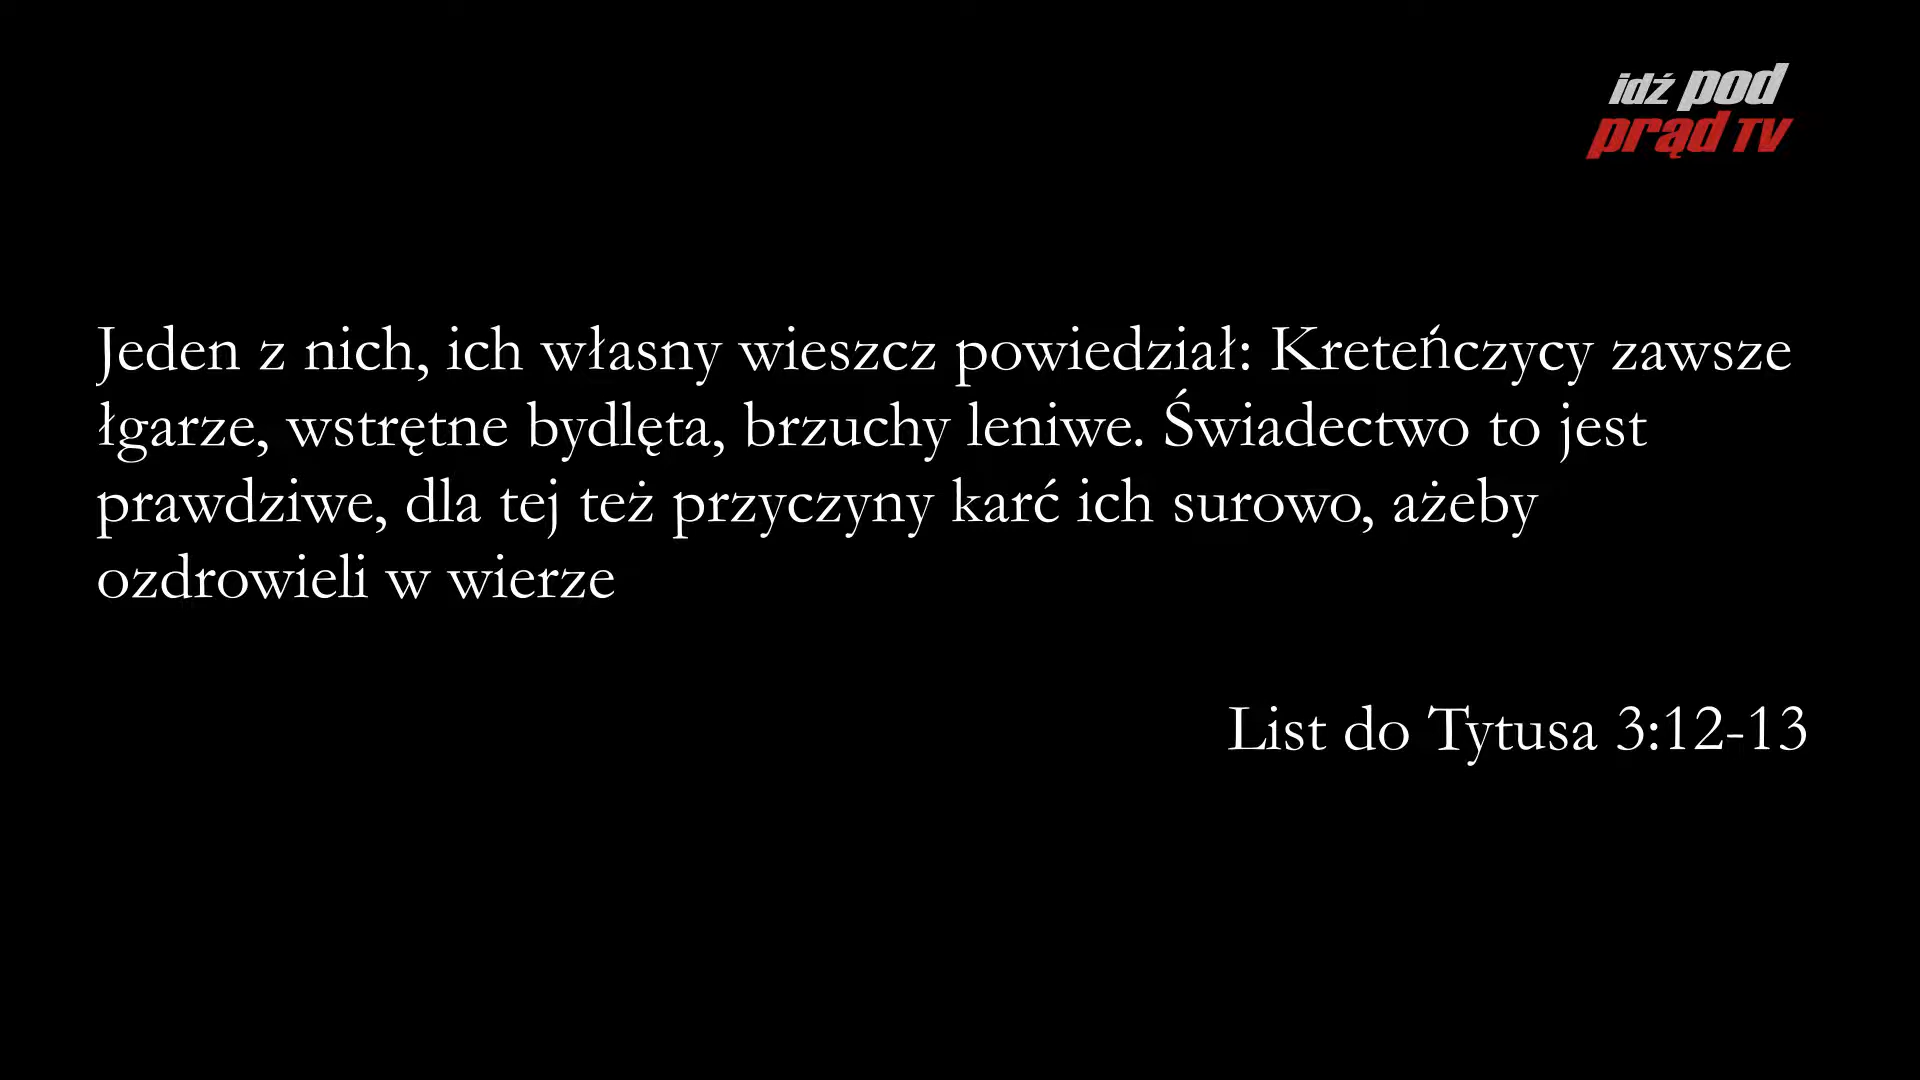 idź pod
prąd TV
Jeden z nich, ich własny wieszcz powiedział: Kreteńczycy zawsze
łgarze, wstrętne bydlęta, brzuchy leniwe. Świadectwo to jest
prawdziwe, dla tej też przyczyny karć ich surowo, ażeby
ozdrowieli w wierze
List do Tytusa 3:12-13